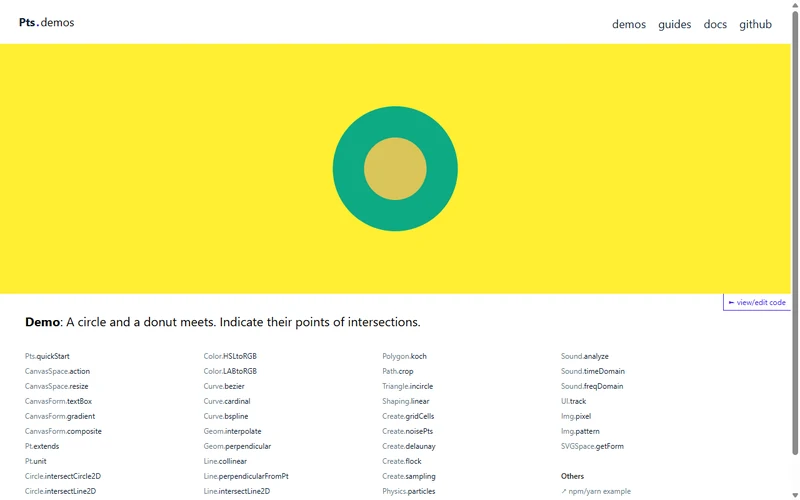 Pts.demos
demos guides docs github
← view/edit code
Demo: A circle and a donut meets. Indicate their points of intersections.
Pts.quickStart
CanvasSpace.action
CanvasSpace.resize
CanvasForm.textBox
CanvasForm.gradient
CanvasForm.composite
Pt.extends
Pt.unit
Circle.intersectCircle2D
Circle.intersectLine2D
Color.HSLtoRGB
Color.LABtoRGB
Curve.bezier
Curve.cardinal
Curve.bspline
Geom.interpolate
Geom.perpendicular
Line.collinear
Line.perpendicularFromPt
Line.intersectLine2D
Polygon.koch
Path.crop
Triangle.incircle
Shaping.linear
Create.gridCells
Create.noisePts
Create.delaunay
Create.flock
Create.sampling
Physics.particles
Sound.analyze
Sound.timeDomain
Sound.freqDomain
UI.track
Img.pixel
Img.pattern
SVGSpace.getForm
Others
↗ npm/yarn example